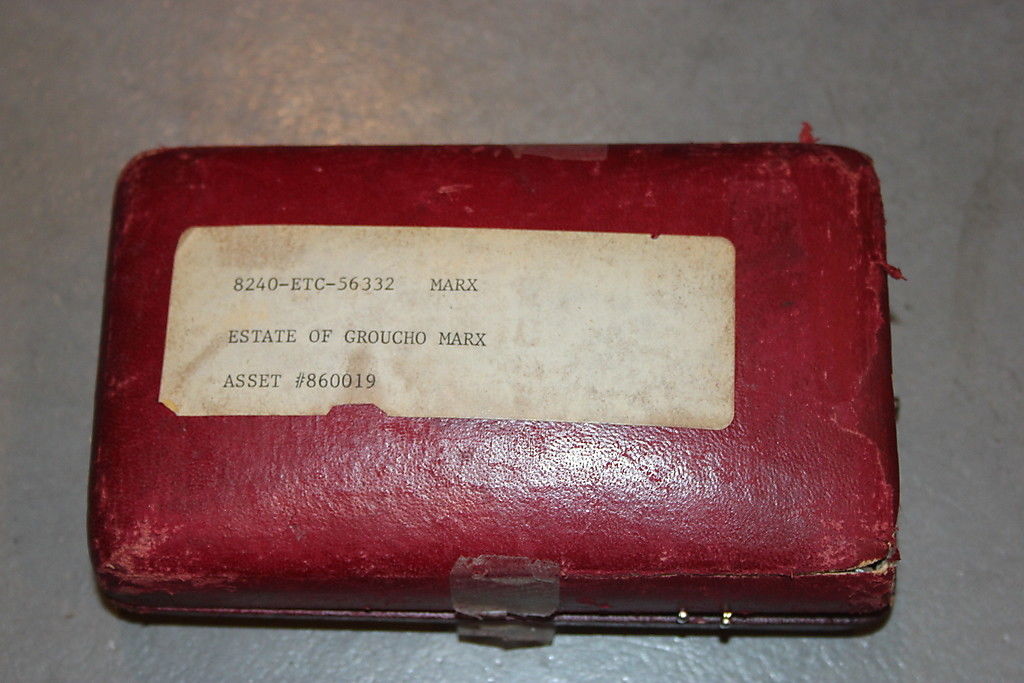 8240-ETC-56332 MARX
ESTATE OF GROUCHO MARX
ASSET #860019